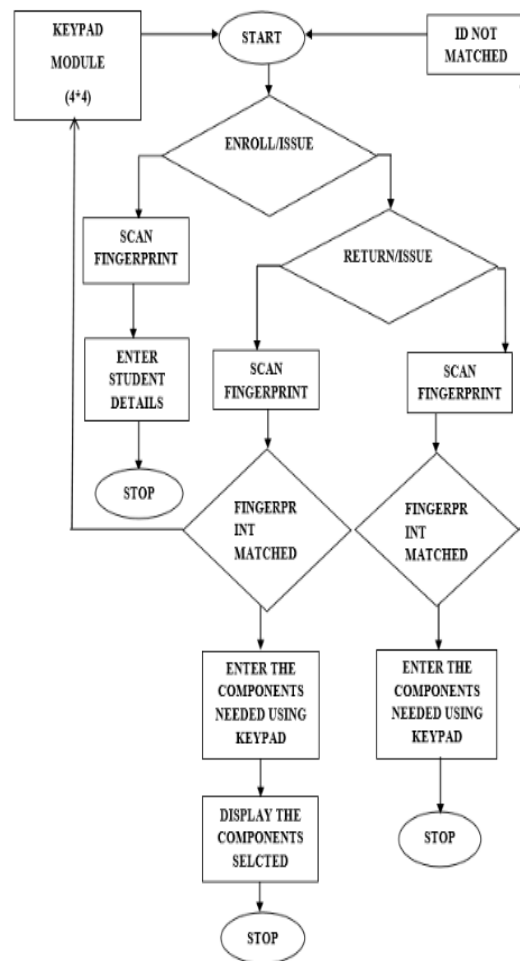 KEYPAD
MODULE
(4*4)
START
ID NOT
MATCHED
ENROLL/ISSUE
SCAN
FINGERPRINT
RETURN/ISSUE
ENTER
STUDENT
DETAILS
SCAN
FINGERPRINT
SCAN
FINGERPRINT
STOP
FINGERPR
INT
MATCHED
FINGERPR
INT
MATCHED
ENTER THE
COMPONENTS
NEEDED USING
KEYPAD
ENTER THE
COMPONENTS
NEEDED USING
KEYPAD
DISPLAY THE
COMPONENTS
SELCTED
STOP
STOP